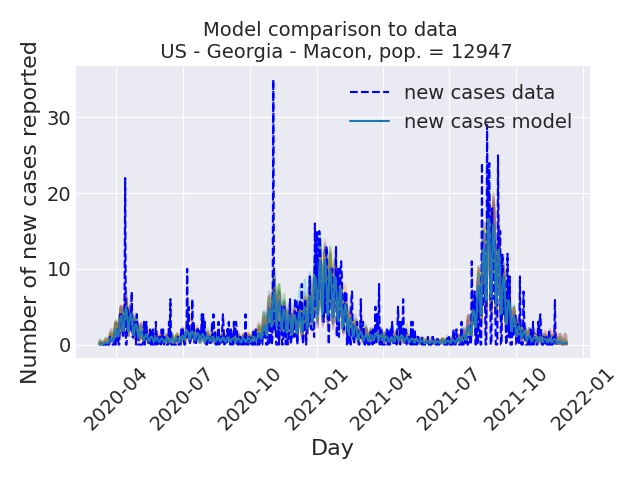 Model comparison to data
US - Georgia - Macon, pop. = 12947
new cases data
new cases model
Number of new cases reported
30
20
10
0
2020-04
2020-07
2020-10
2021-01
2021-04
2021-07
2021-10
2022-01
Day